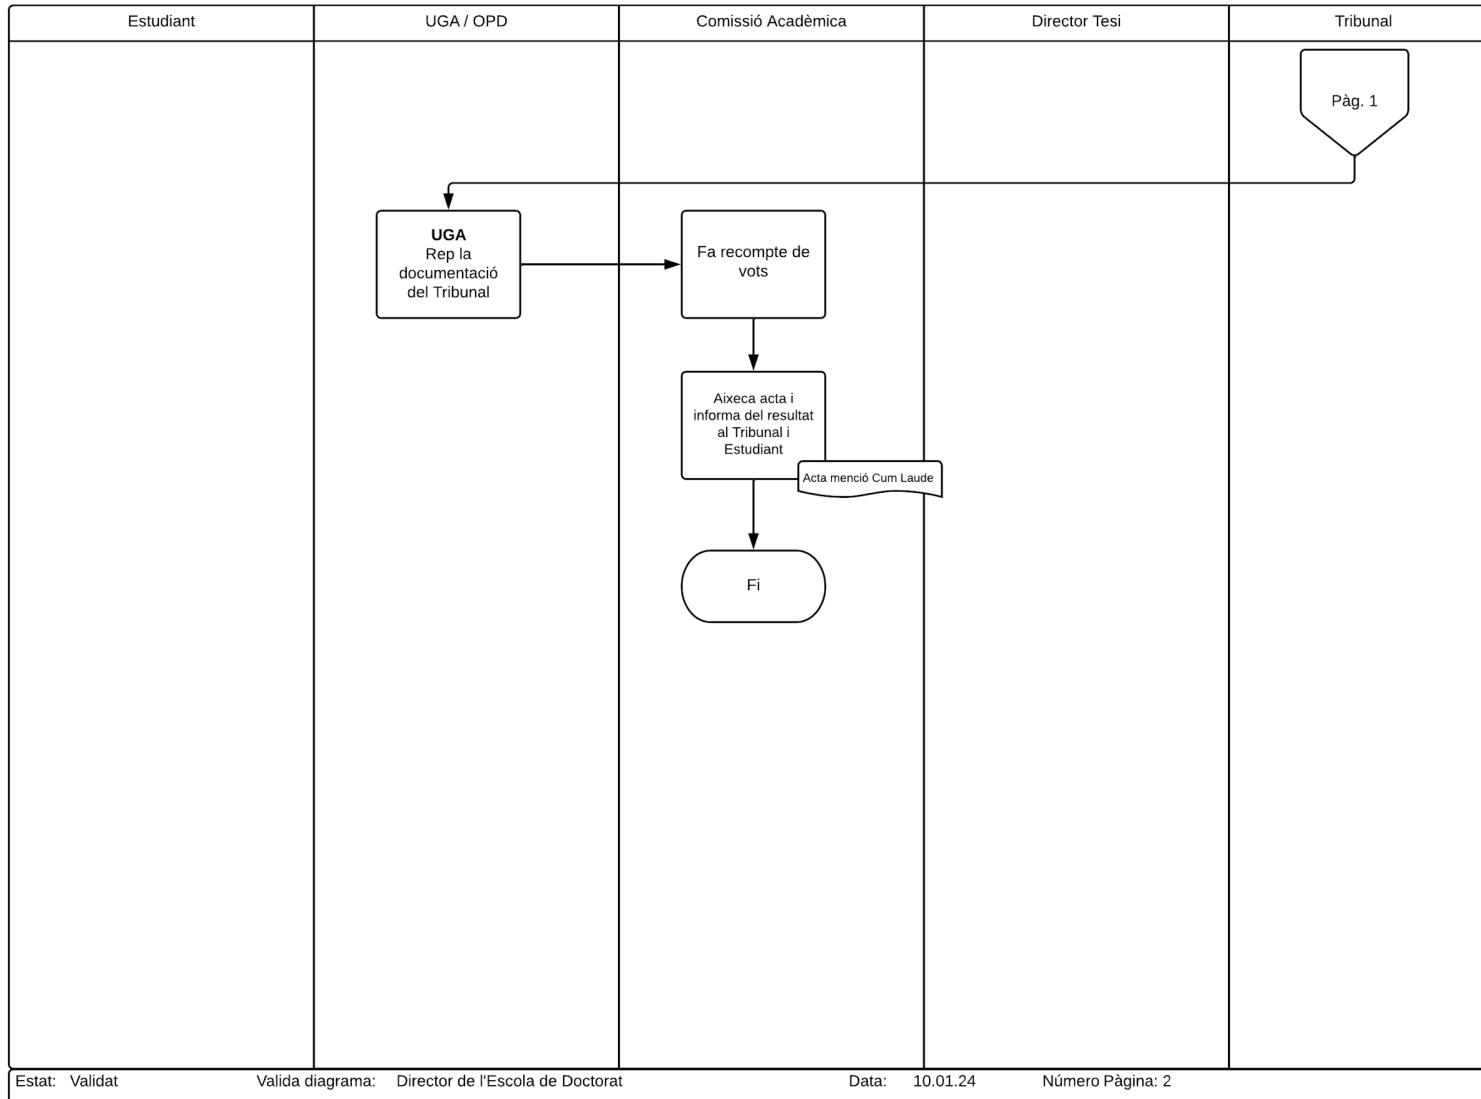 Estudiant
UGA / OPD
Comissió Acadèmica
Director Tesi
Tribunal
Pàg. 1
UGA
Rep la
documentació
del Tribunal
Fa recompte de
vots
Aixeca acta i
informa del resultat
al Tribunal i
Estudiant
Acta menció Cum Laude
Fi
Estat: Validat
Valida diagrama: Director de l'Escola de Doctorat
Data: 10.01.24
Número Pàgina: 2